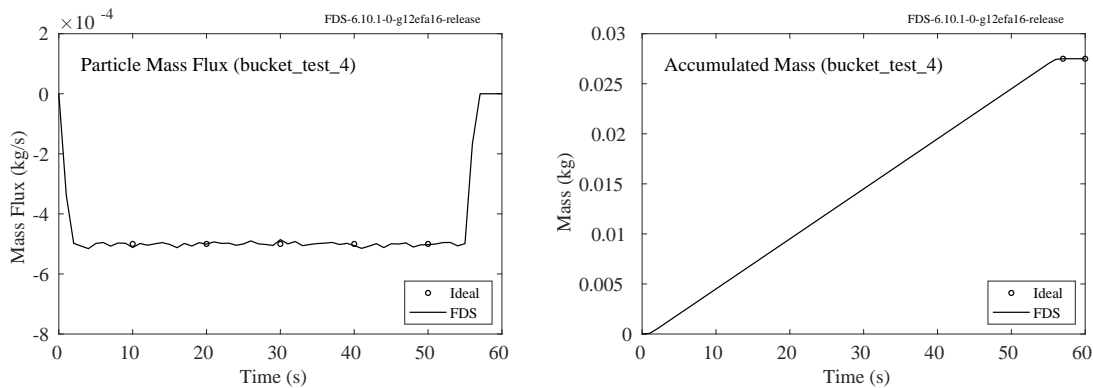 FDS-6.10.1-0-g12efa16-release
×10 -4
Particle Mass Flux (bucket_test_4)
2
0
-2
-4
-6
-8
Mass Flux (kg/s)
Ideal
FDS
0 10 20 30 40 50 60
Time (s)
FDS-6.10.1-0-g12efa16-release
Accumulated Mass (bucket_test_4)
0.03
0.025
0.02
0.015
0.01
0.005
0
Mass (kg)
Ideal
FDS
0 10 20 30 40 50 60
Time (s)